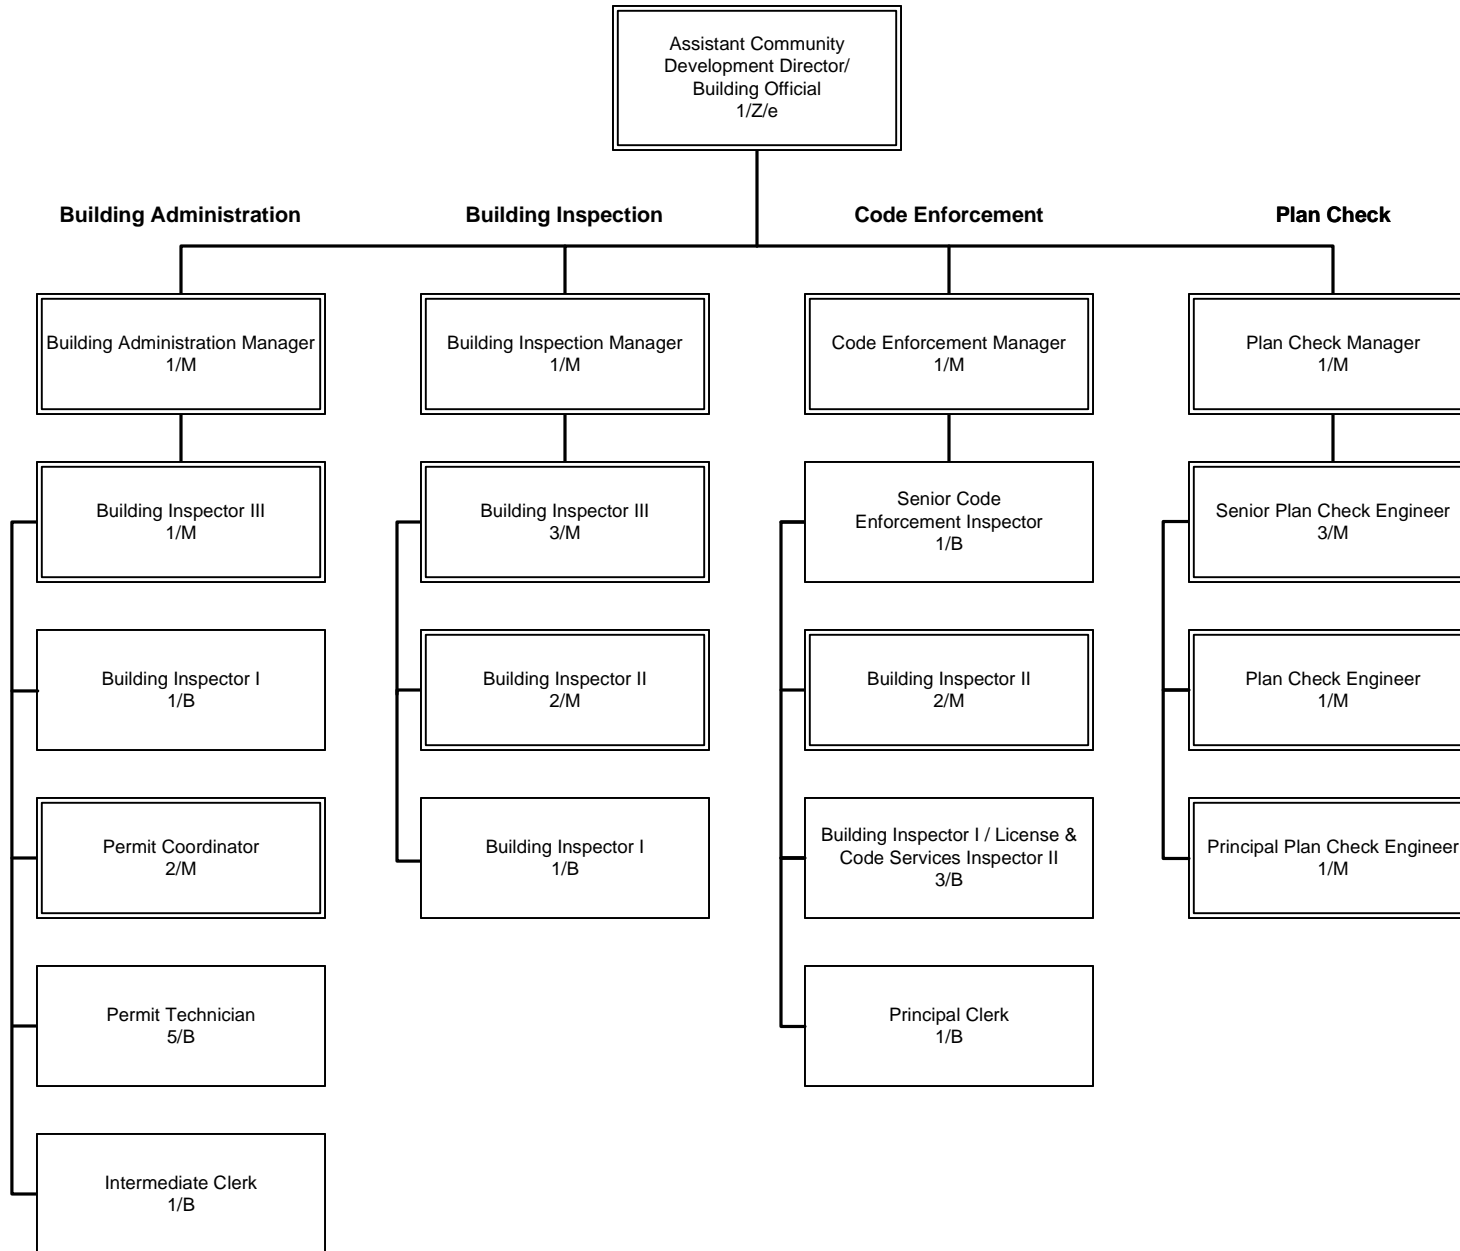 Assistant Community
Development Director/
Building Official
1/Z/e
Building Administration
Building Inspection
Code Enforcement
Plan Check
Building Administration Manager
1/M
Building Inspection Manager
1/M
Code Enforcement Manager
1/M
Plan Check Manager
1/M
Building Inspector III
1/M
Building Inspector III
3/M
Senior Code
Enforcement Inspector
1/B
Senior Plan Check Engineer
3/M
Building Inspector I
1/B
Building Inspector II
2/M
Building Inspector II
2/M
Plan Check Engineer
1/M
Permit Coordinator
2/M
Building Inspector I
1/B
Building Inspector I / License &
Code Services Inspector II
3/B
Principal Plan Check Engineer
1/M
Permit Technician
5/B
Principal Clerk
1/B
Intermediate Clerk
1/B